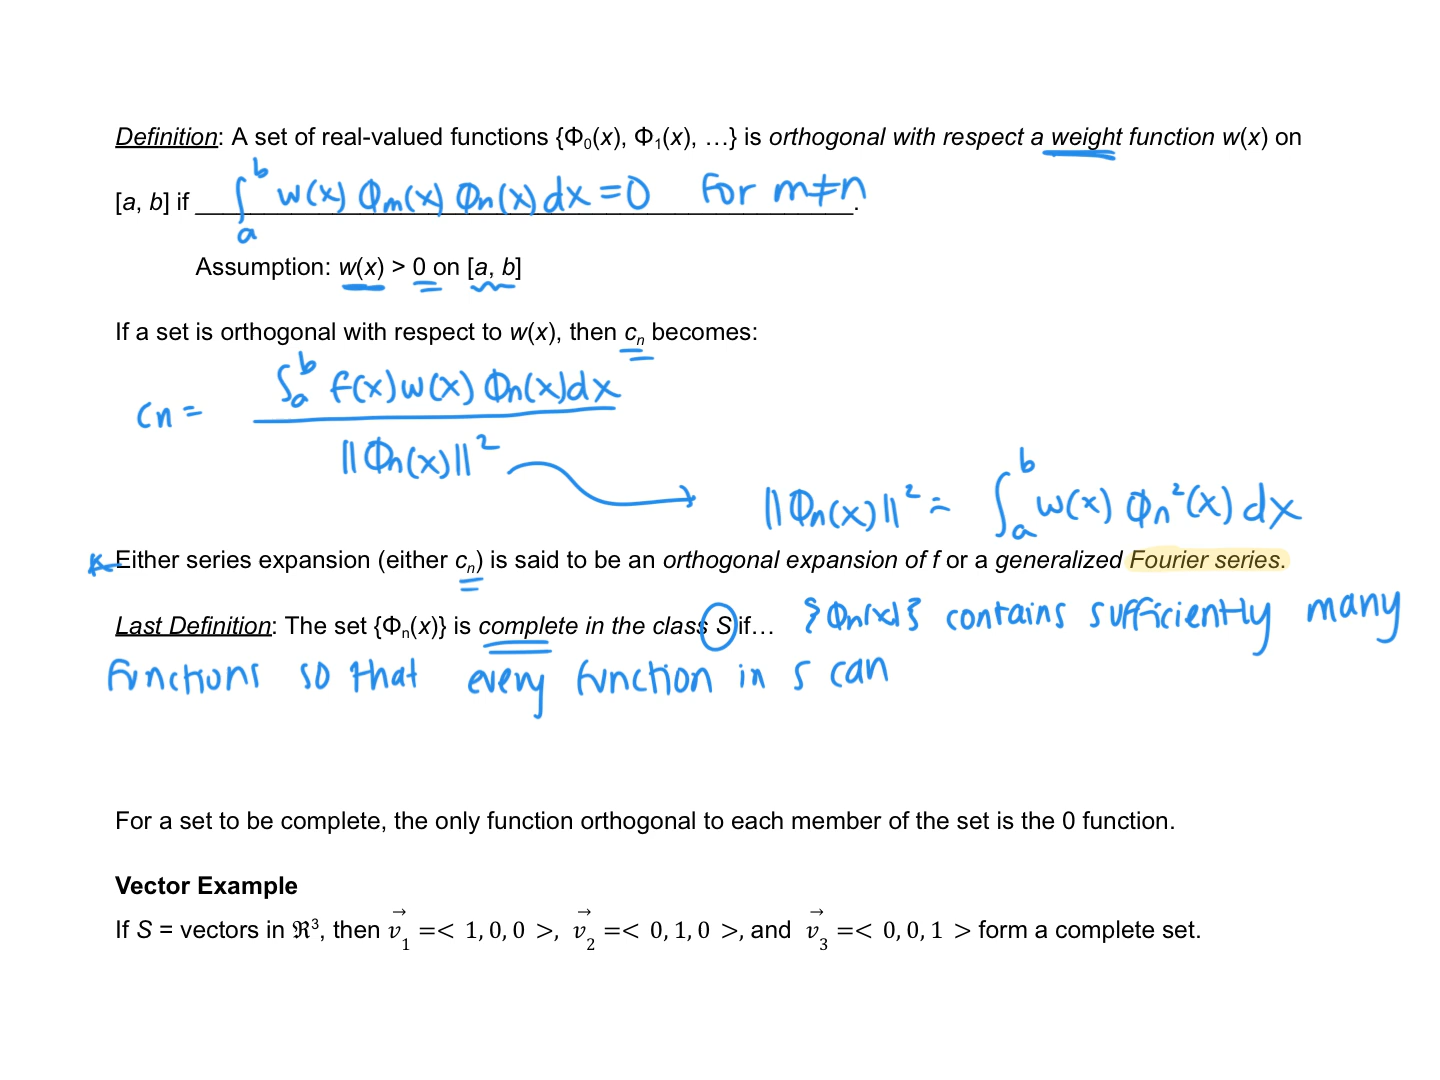 Definition: A set of real-valued functions {Φ₀(x), Φ₁(x), …} is orthogonal with respect a weight function w(x) on
[a, b] if ∫ₐᵇ w(x) Φm(x) Φn(x) dx = 0 for m≠n.
Assumption: w(x) > 0 on [a, b]
If a set is orthogonal with respect to w(x), then cₙ becomes:
cn = ∫ₐᵇ f(x) w(x) Φn(x)dx / ||Φn(x)||²
||Φn(x)||² = ∫ₐᵇ w(x) Φn²(x) dx
Either series expansion (either cₙ) is said to be an orthogonal expansion of f or a generalized Fourier series.
Last Definition: The set {Φₙ(x)} is complete in the class S if… {Φn(x)} contains sufficiently many
functions so that every function in S can
For a set to be complete, the only function orthogonal to each member of the set is the 0 function.
Vector Example
If S = vectors in ℜ³, then v⃗₁ =< 1, 0, 0 >, v⃗₂ =< 0, 1, 0 >, and v⃗₃ =< 0, 0, 1 > form a complete set.